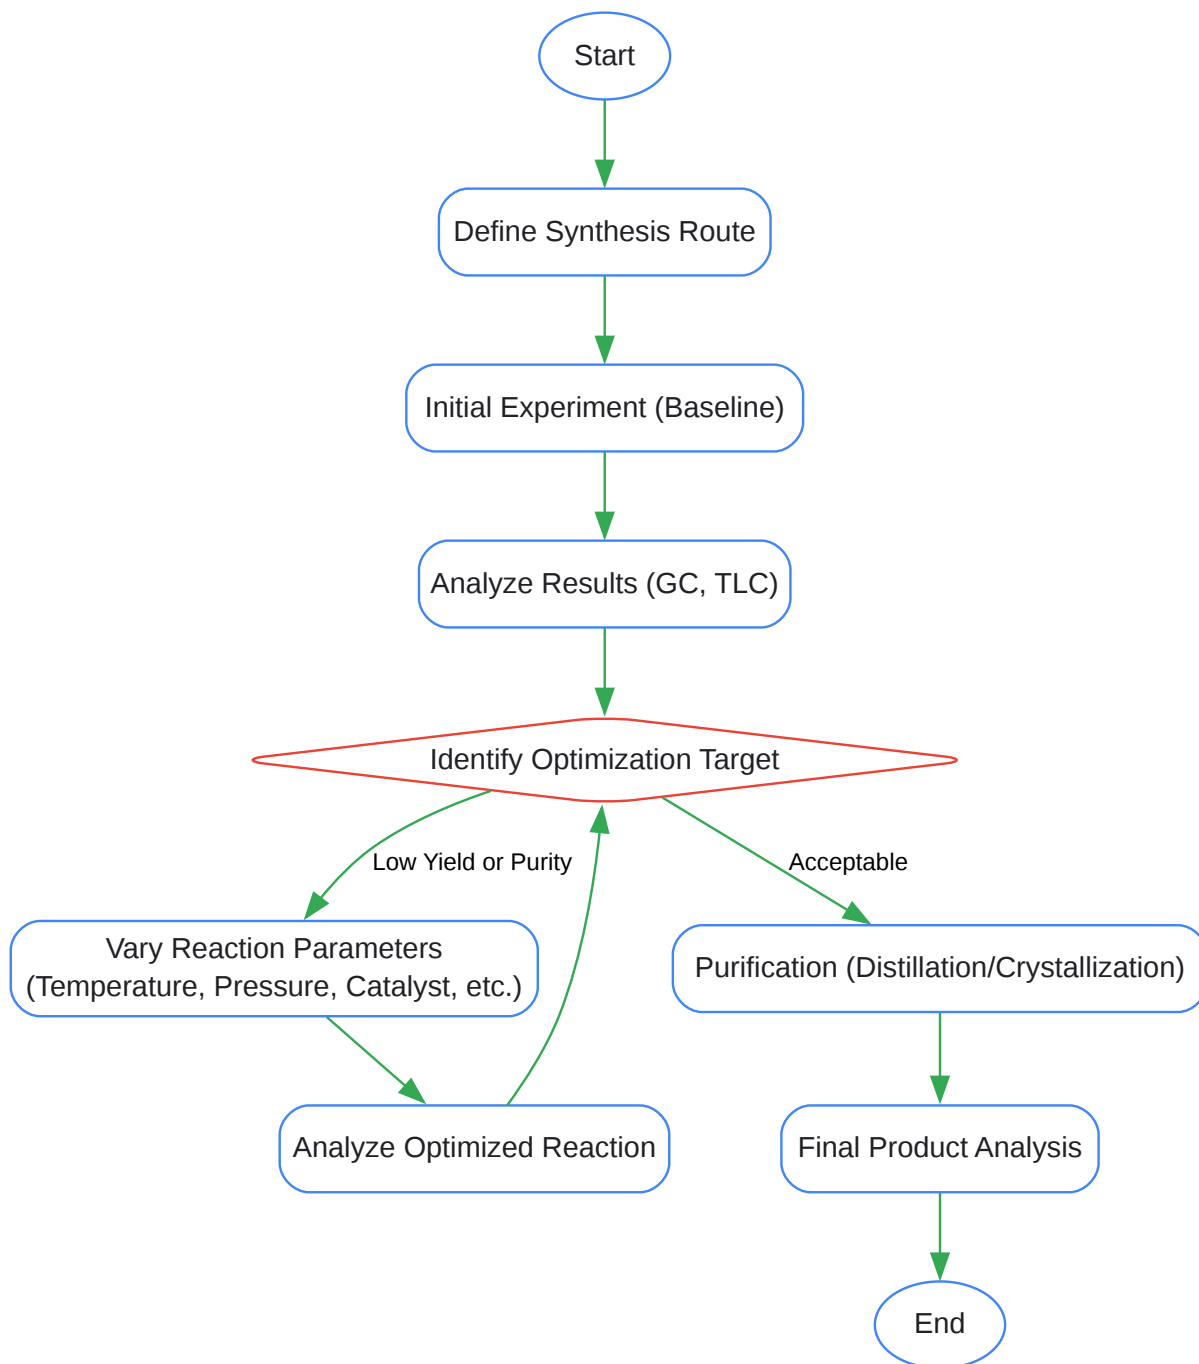 Start
Define Synthesis Route
Initial Experiment (Baseline)
Analyze Results (GC, TLC)
Identify Optimization Target
Low Yield or Purity
Acceptable
Vary Reaction Parameters
(Temperature, Pressure, Catalyst, etc.)
Purification (Distillation/Crystallization)
Analyze Optimized Reaction
Final Product Analysis
End